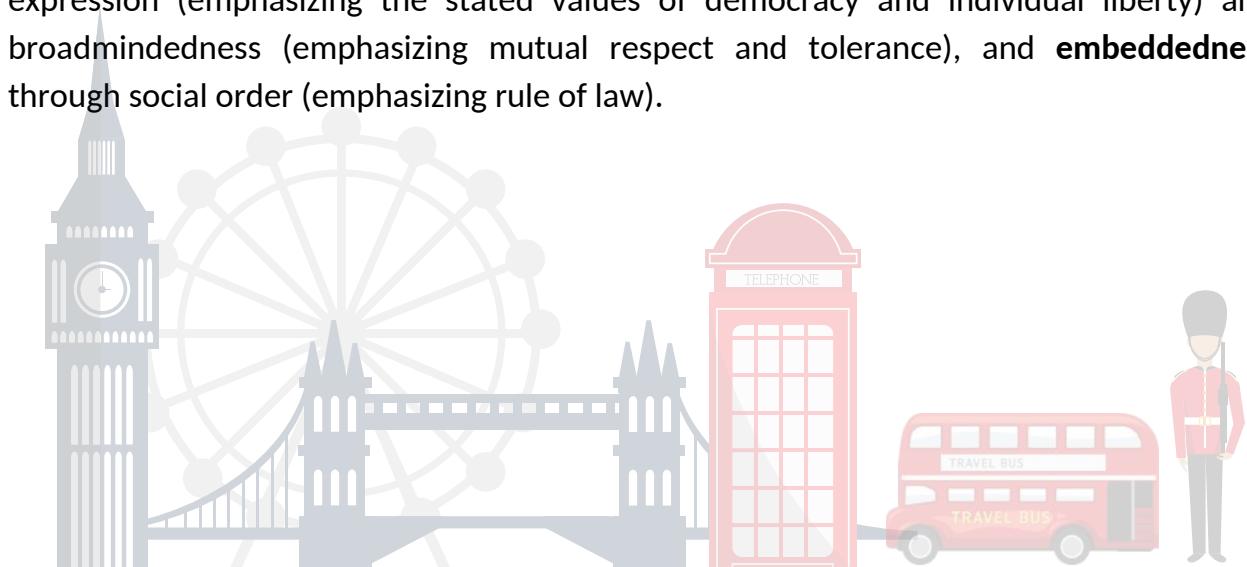 expression (emphasizing the stated values of democracy and individual liberty)
broadmindedness (emphasizing mutual respect and tolerance), and embeddedne
through social order (emphasizing rule of law).
TELEPHONE
TRAVEL BUS
TRAVEL BUS